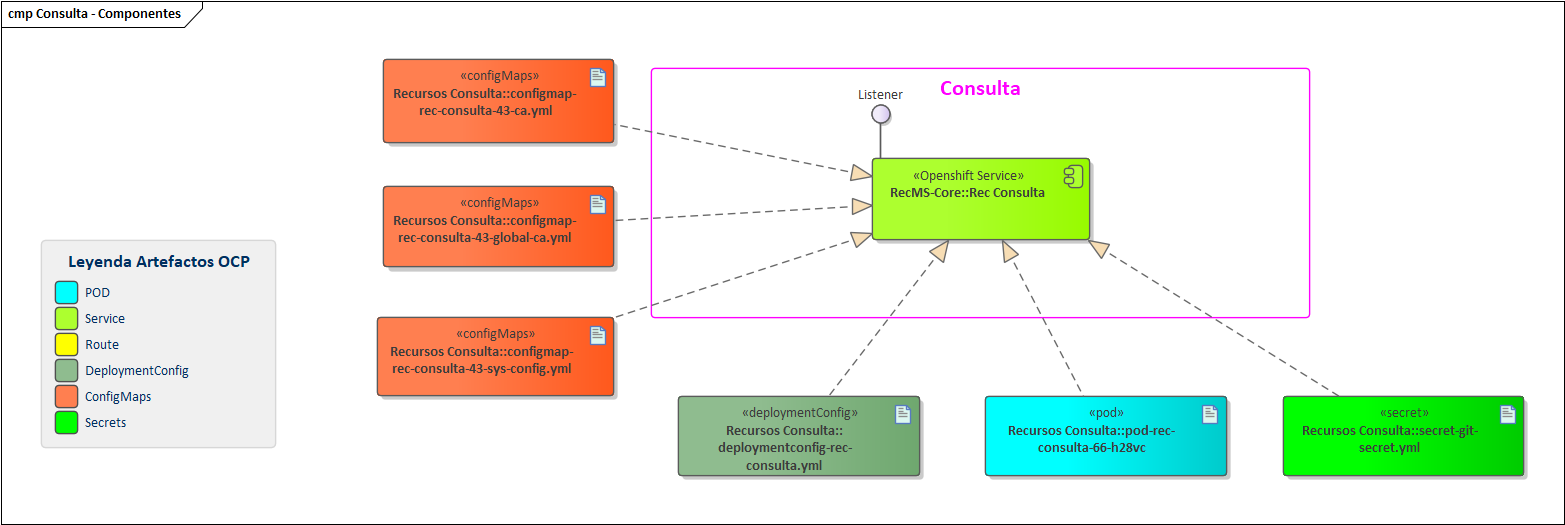 cmp Consulta - Componentes
«configMaps»
Recursos Consulta::configmap-
rec-consulta-43-ca.yml
«configMaps»
Recursos Consulta::configmap-
rec-consulta-43-global-ca.yml
«configMaps»
Recursos Consulta::configmap-
rec-consulta-43-sys-config.yml
Consulta
Listener
«Openshift Service»
RecMS-Core::Rec Consulta
Leyenda Artefactos OCP
POD
Service
Route
DeploymentConfig
ConfigMaps
Secrets
«deploymentConfig»
Recursos Consulta::
deploymentconfig-rec-
consulta.yml
«pod»
Recursos Consulta::pod-rec-
consulta-66-h28vc
«secret»
Recursos Consulta::secret-git-
secret.yml